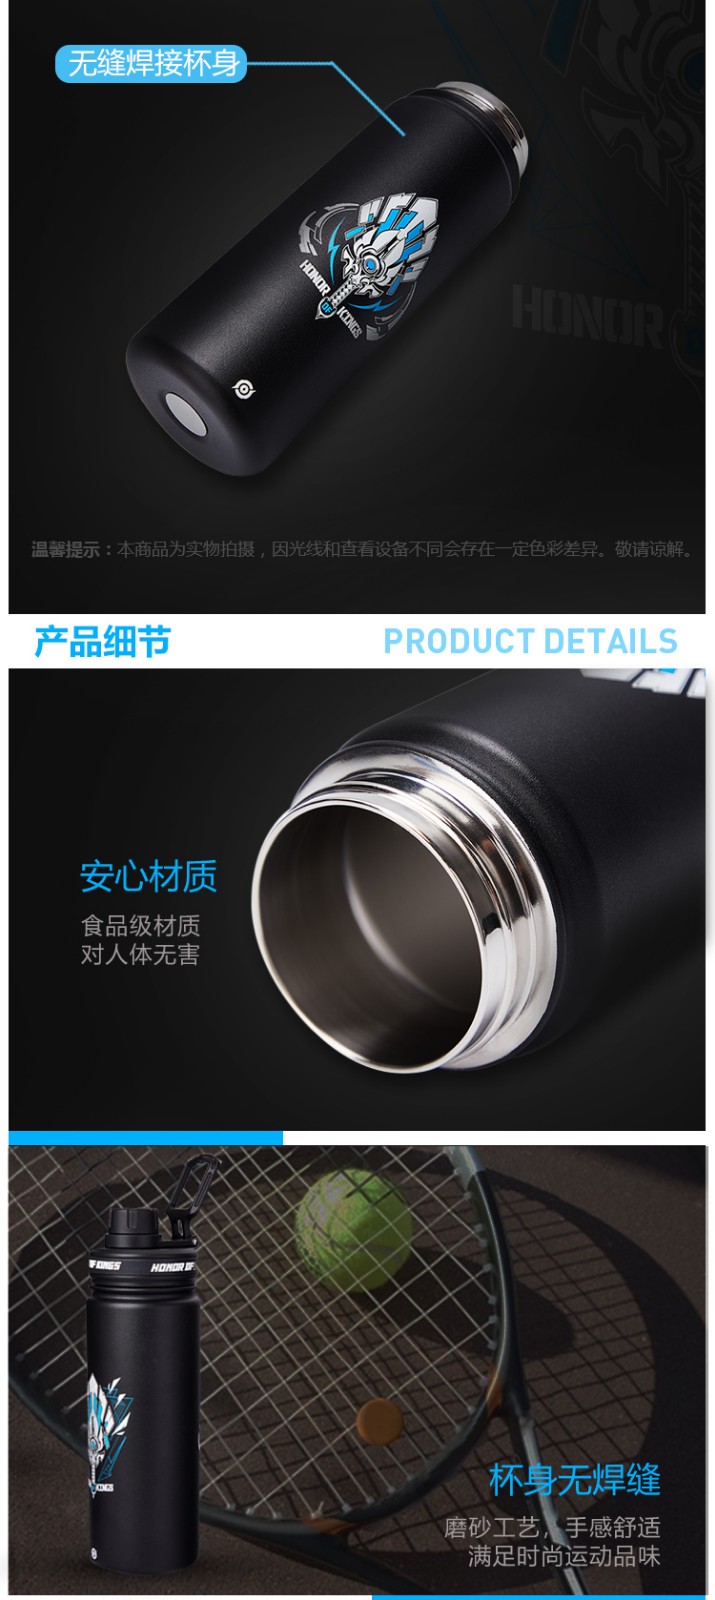 无缝焊接杯身
HONOR
OF
KINGS
HONOR
温馨提示：本商品为实物拍摄，因光线和查看设备不同会存在一定色彩差异。敬请谅解。
产品细节
PRODUCT DETAILS
安心材质
食品级材质
对人体无害
OF KINGS
HONOR OF
KINGS
杯身无焊缝
磨砂工艺，手感舒适
满足时尚运动品味